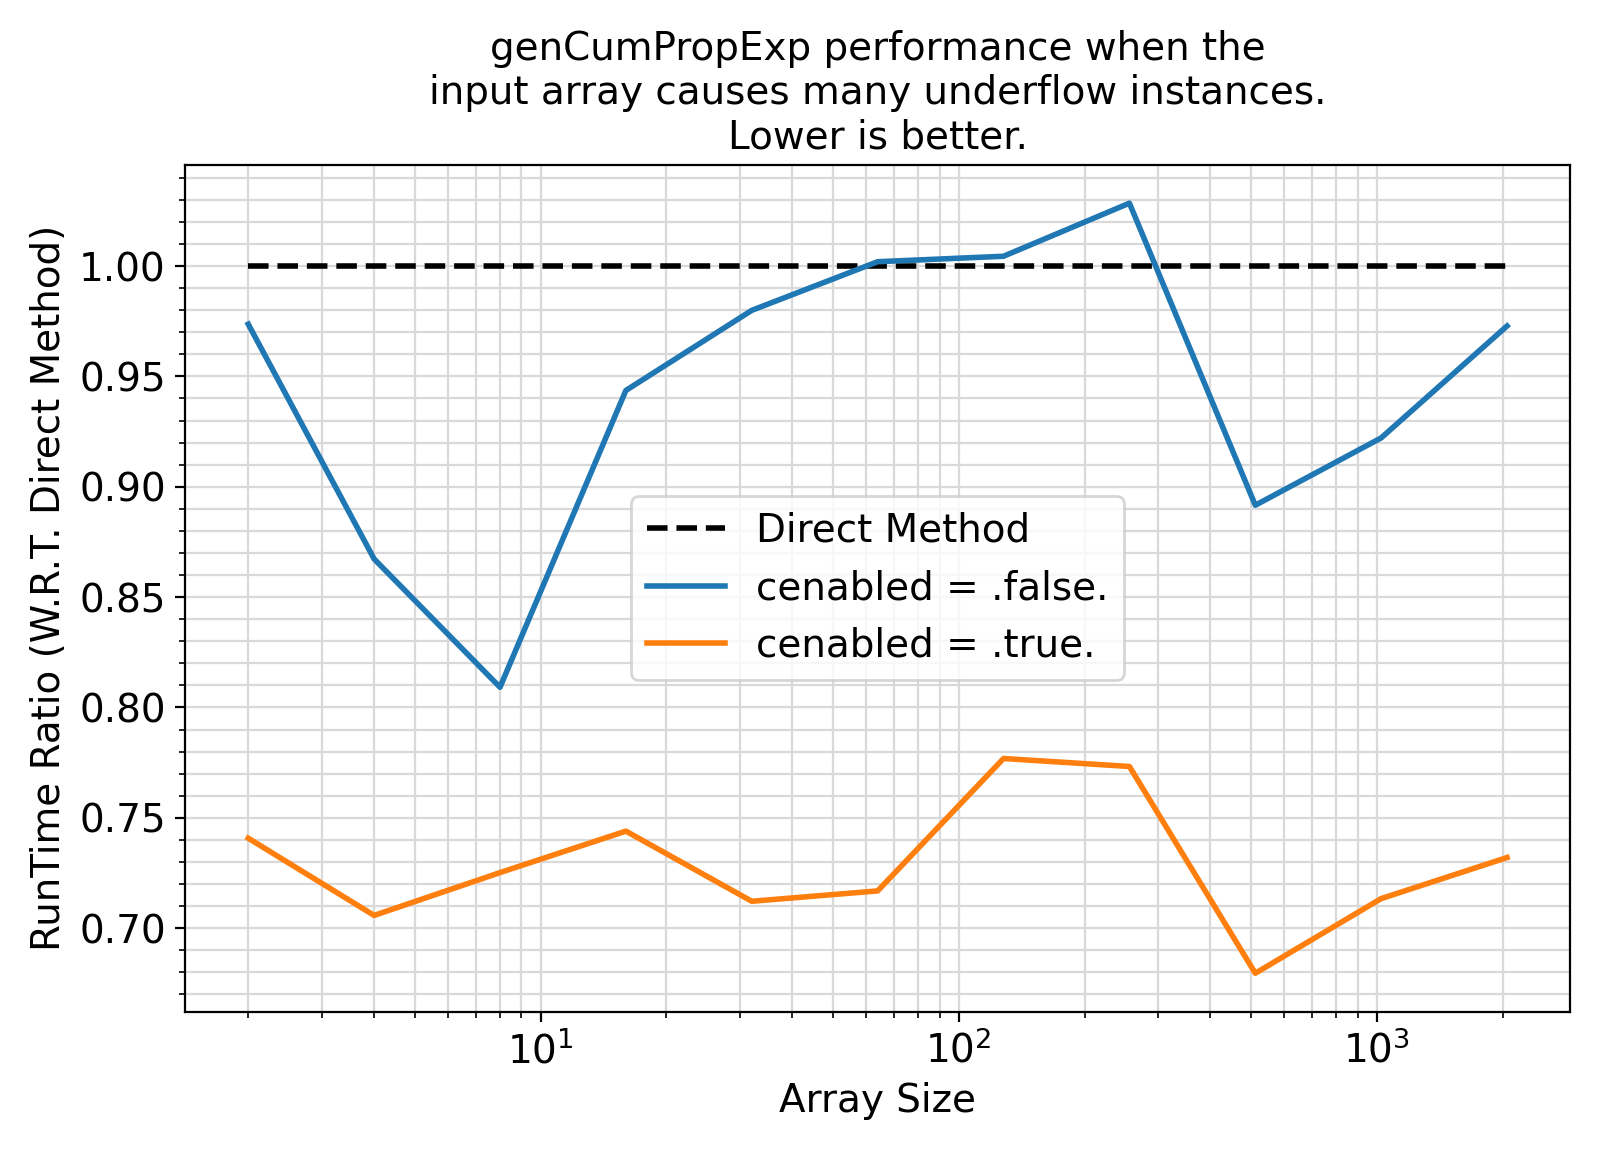 genCumPropExp performance when the
input array causes many underflow instances.
Lower is better.
RunTime Ratio (W.R.T. Direct Method)
1.00
0.95
0.90
0.85
0.80
0.75
0.70
Direct Method
cenabled = .false.
cenabled = .true.
10¹ 10² 10³
Array Size